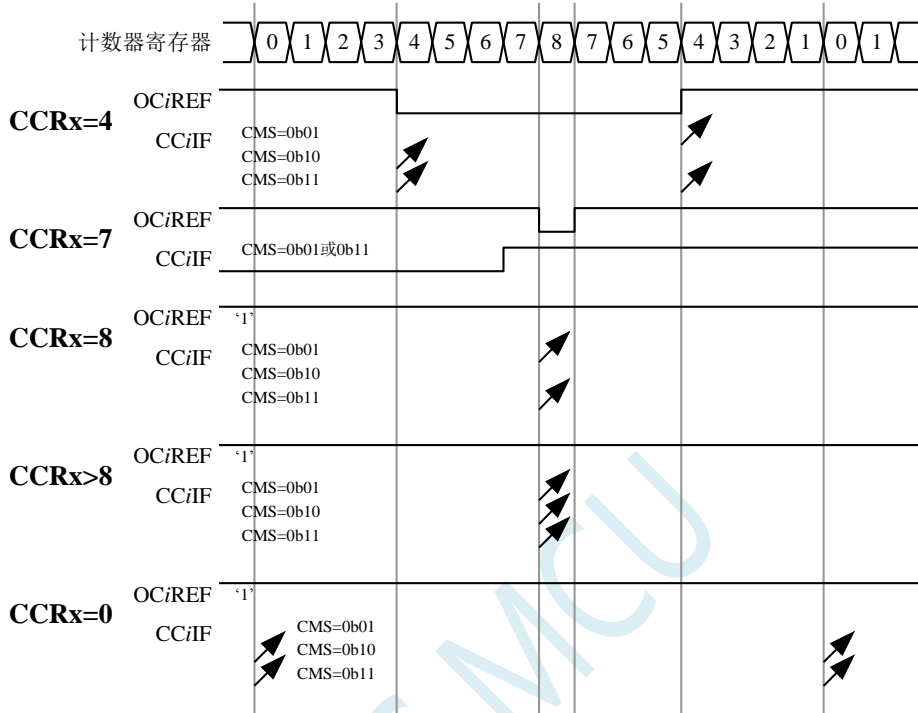 计数器寄存器 0 1 2 3 4 5 6 7 8 7 6 5 4 3 2 1 0 1
CCRx=4
OCiREF
CCiIF
CMS=0b01
CMS=0b10
CMS=0b11
CCRx=7
OCiREF
CCiIF
CMS=0b01或0b11
CCRx=8
OCiREF '1'
CCiIF
CMS=0b01
CMS=0b10
CMS=0b11
CCRx>8
OCiREF '1'
CCiIF
CMS=0b01
CMS=0b10
CMS=0b11
CCRx=0
OCiREF '1'
CCiIF
CMS=0b01
CMS=0b10
CMS=0b11
MCU